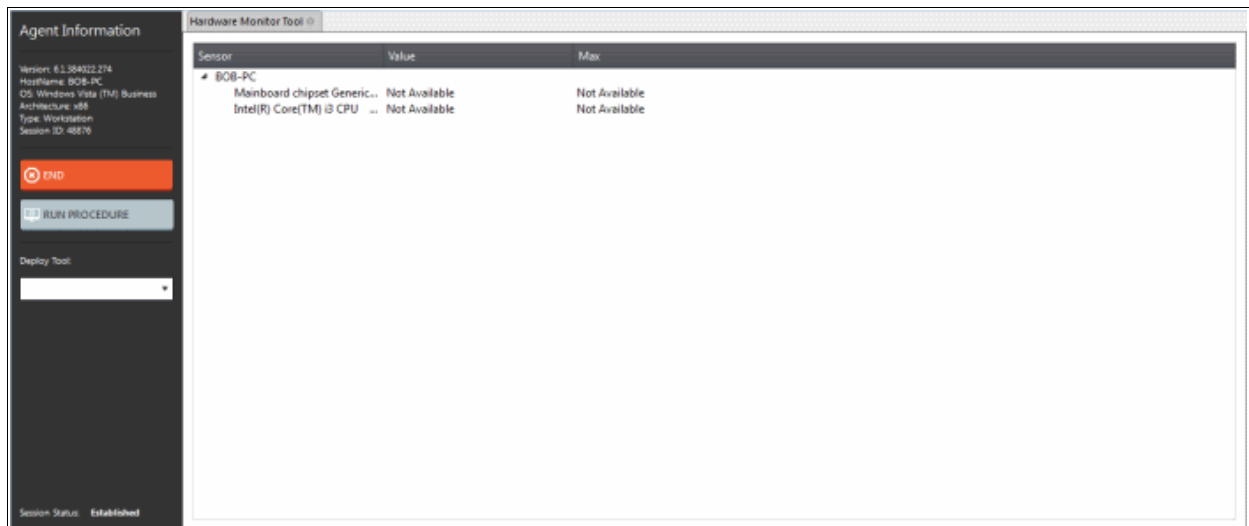 Agent Information
Version: 6.1.384022.274
HostName: BOB-PC
OS: Windows Vista (TM) Business
Architecture: x86
Type: Workstation
Session ID: 48876
END
RUN PROCEDURE
Deploy Tool:
Session Status: Established
Hardware Monitor Tool
Sensor Value Max
BOB-PC
Mainboard chipset Generic... Not Available Not Available
Intel(R) Core(TM) i3 CPU ... Not Available Not Available